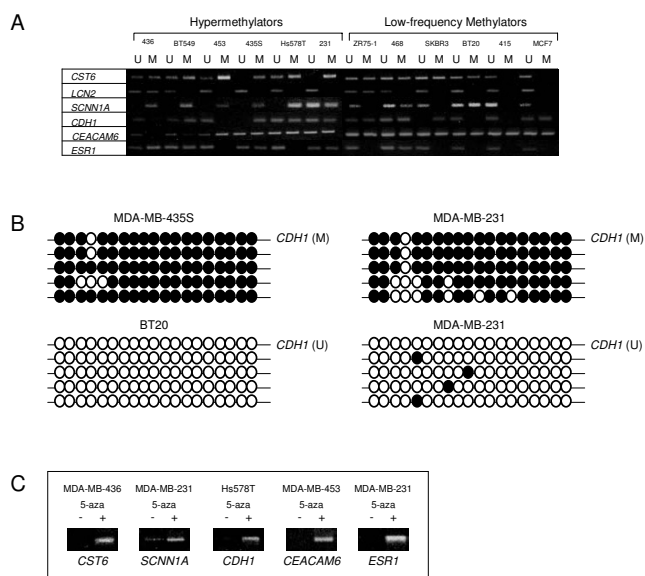 A
Hypermethylators
Low-frequency Methylators
436 BT549 453 435S Hs578T 231 ZR75-1 468 SKBR3 BT20 415 MCF7
U M U M U M U M U M U M U M U M U M U M U M U M
CST6
LCN2
SCNN1A
CDH1
CEACAM6
ESR1
B
MDA-MB-435S
CDH1 (M)
MDA-MB-231
CDH1 (M)
BT20
CDH1 (U)
MDA-MB-231
CDH1 (U)
C
MDA-MB-436 MDA-MB-231 Hs578T MDA-MB-453 MDA-MB-231
5-aza 5-aza 5-aza 5-aza 5-aza
- + - + - + - + - +
CST6 SCNN1A CDH1 CEACAM6 ESR1